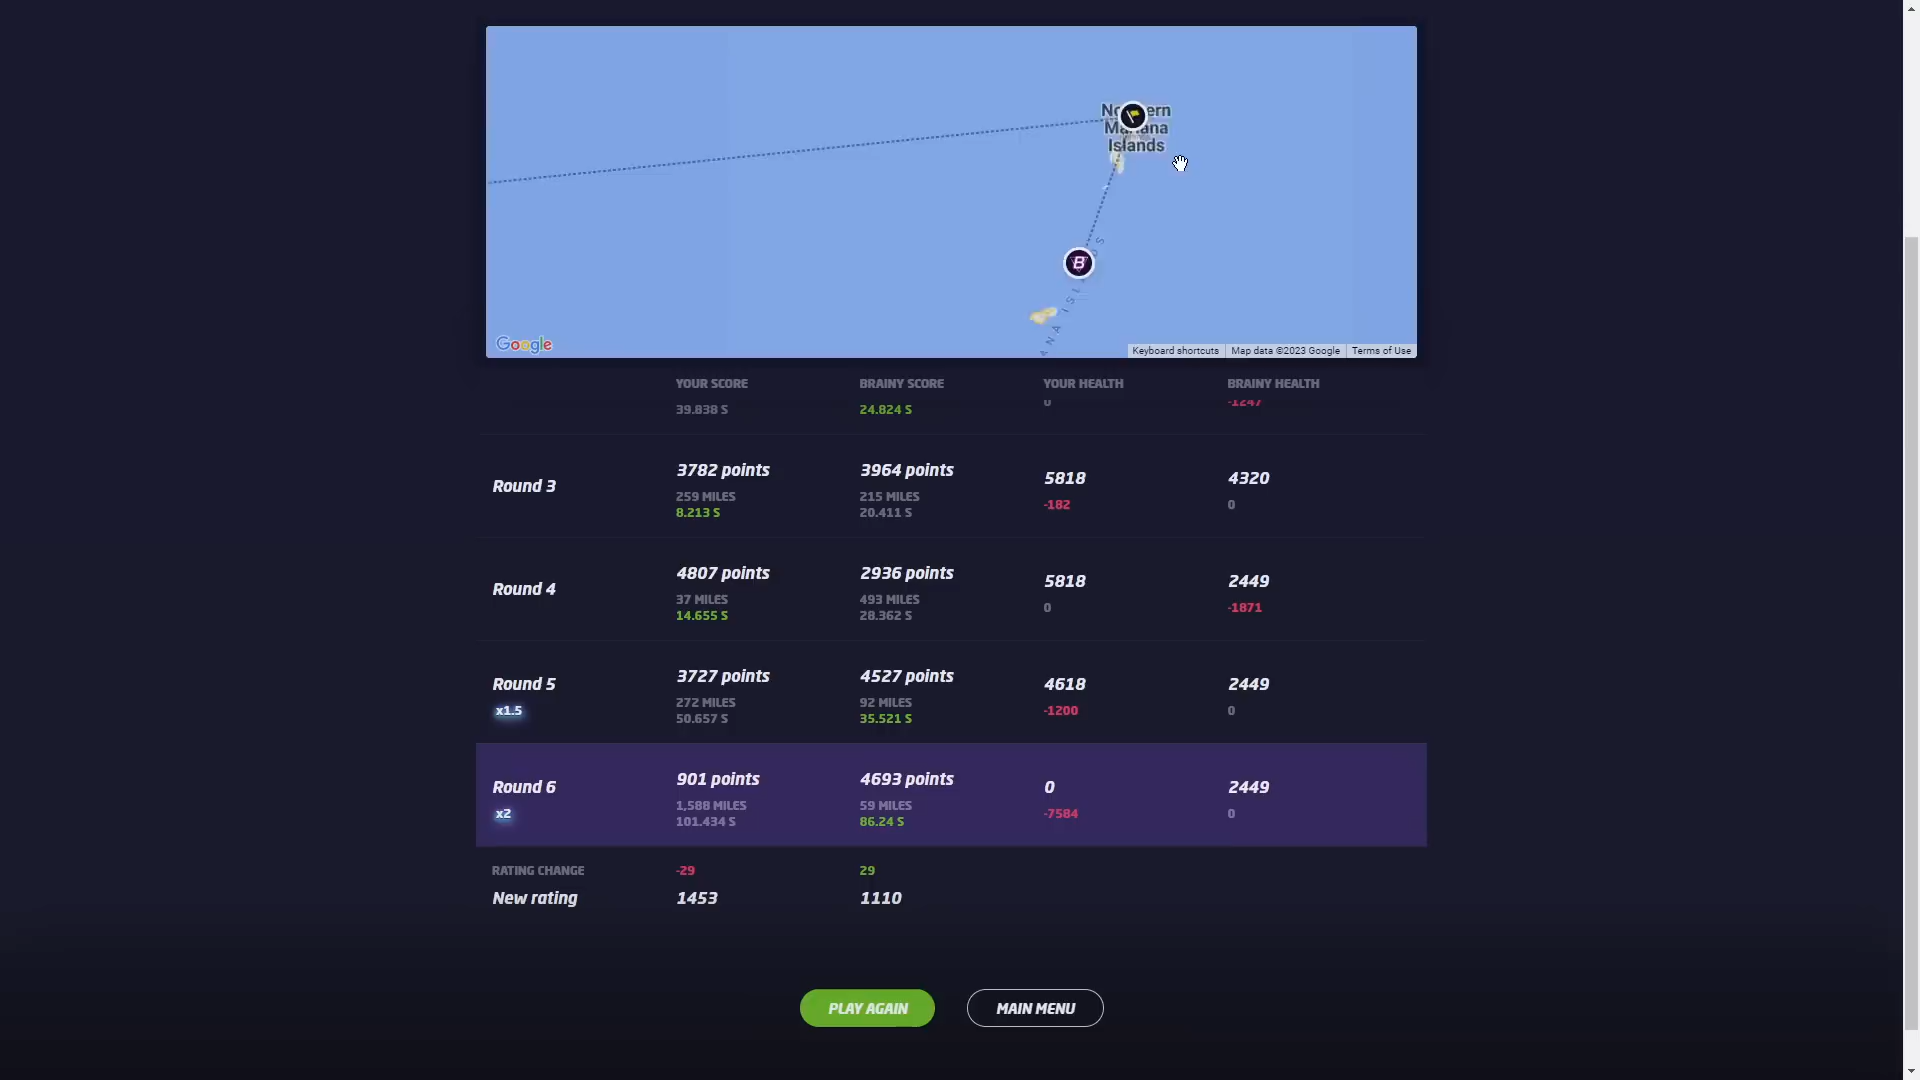 Northern
Mariana
Islands
B
Google
Keyboard shortcuts
Map data ©2023 Google
Terms of Use
YOUR SCORE
BRAINY SCORE
YOUR HEALTH
BRAINY HEALTH
39.838 S
24.824 S
0
-1247
Round 3
3782 points
259 MILES
8.213 S
3964 points
215 MILES
20.411 S
5818
-182
4320
0
Round 4
4807 points
37 MILES
14.655 S
2936 points
493 MILES
28.362 S
5818
0
2449
-1871
Round 5
x1.5
3727 points
272 MILES
50.657 S
4527 points
92 MILES
35.521 S
4618
-1200
2449
0
Round 6
x2
901 points
1,588 MILES
101.434 S
4693 points
59 MILES
86.24 S
0
-7584
2449
0
RATING CHANGE
-29
29
New rating
1453
1110
PLAY AGAIN
MAIN MENU